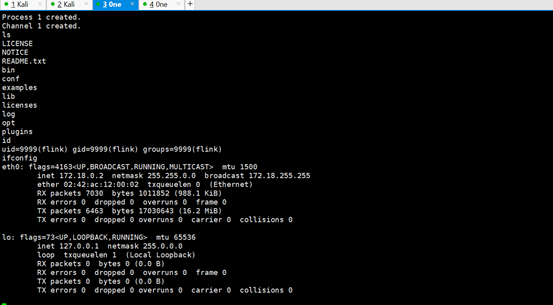 1 Kali × 2 Kali × 3 One × 4 One × +
Process 1 created.
Channel 1 created.
ls
LICENSE
NOTICE
README.txt
bin
conf
examples
lib
licenses
log
opt
plugins
id
uid=9999(flink) gid=9999(flink) groups=9999(flink)
ifconfig
eth0: flags=4163<UP,BROADCAST,RUNNING,MULTICAST>  mtu 1500
inet 172.18.0.2  netmask 255.255.0.0  broadcast 172.18.255.255
ether 02:42:ac:12:00:02  txqueuelen 0  (Ethernet)
RX packets 7030  bytes 1011852 (988.1 KiB)
RX errors 0  dropped 0  overruns 0  frame 0
TX packets 6463  bytes 17030643 (16.2 MiB)
TX errors 0  dropped 0 overruns 0  carrier 0  collisions 0
lo: flags=73<UP,LOOPBACK,RUNNING>  mtu 65536
inet 127.0.0.1  netmask 255.0.0.0
loop  txqueuelen 1  (Local Loopback)
RX packets 0  bytes 0 (0.0 B)
RX errors 0  dropped 0  overruns 0  frame 0
TX packets 0  bytes 0 (0.0 B)
TX errors 0  dropped 0 overruns 0  carrier 0  collisions 0